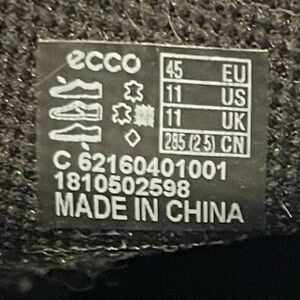 ecco
45 EU
11 US
11 UK
285 (2.5) CN
C 62160401001
1810502598
MADE IN CHINA